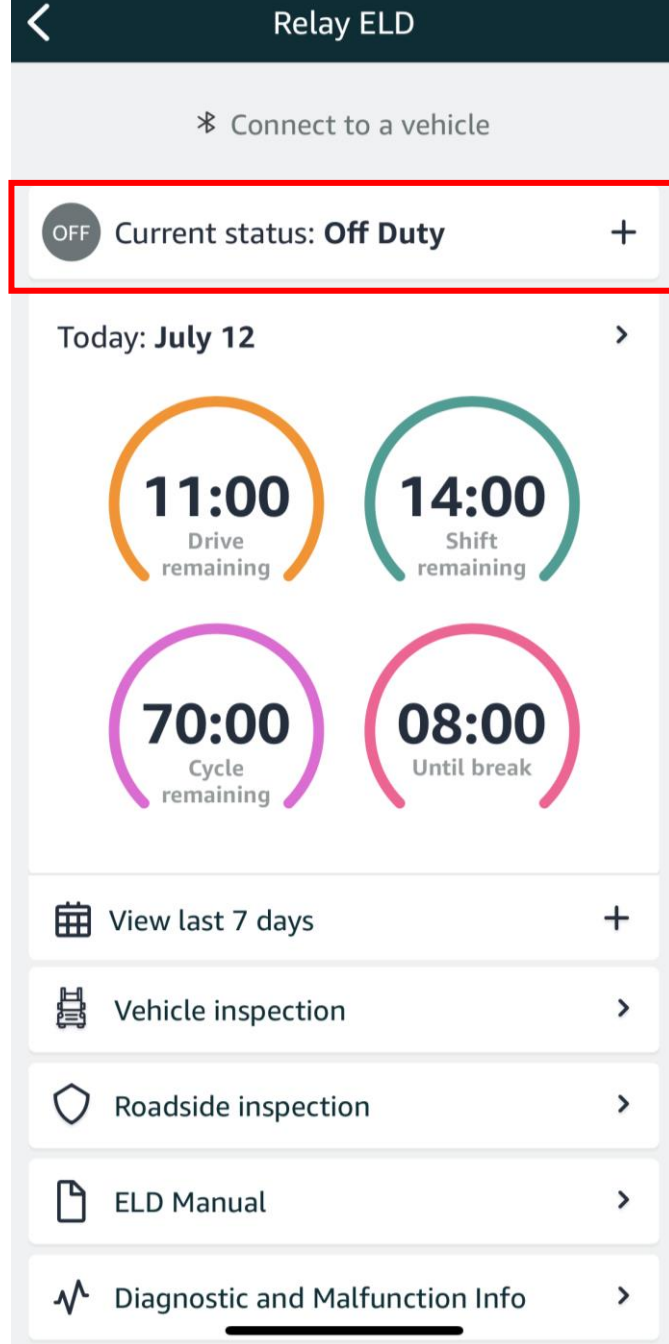 Relay ELD
Connect to a vehicle
OFF Current status: Off Duty
Today: July 12
11:00
Drive
remaining
14:00
Shift
remaining
70:00
Cycle
remaining
08:00
Until break
View last 7 days
Vehicle inspection
Roadside inspection
ELD Manual
Diagnostic and Malfunction Info